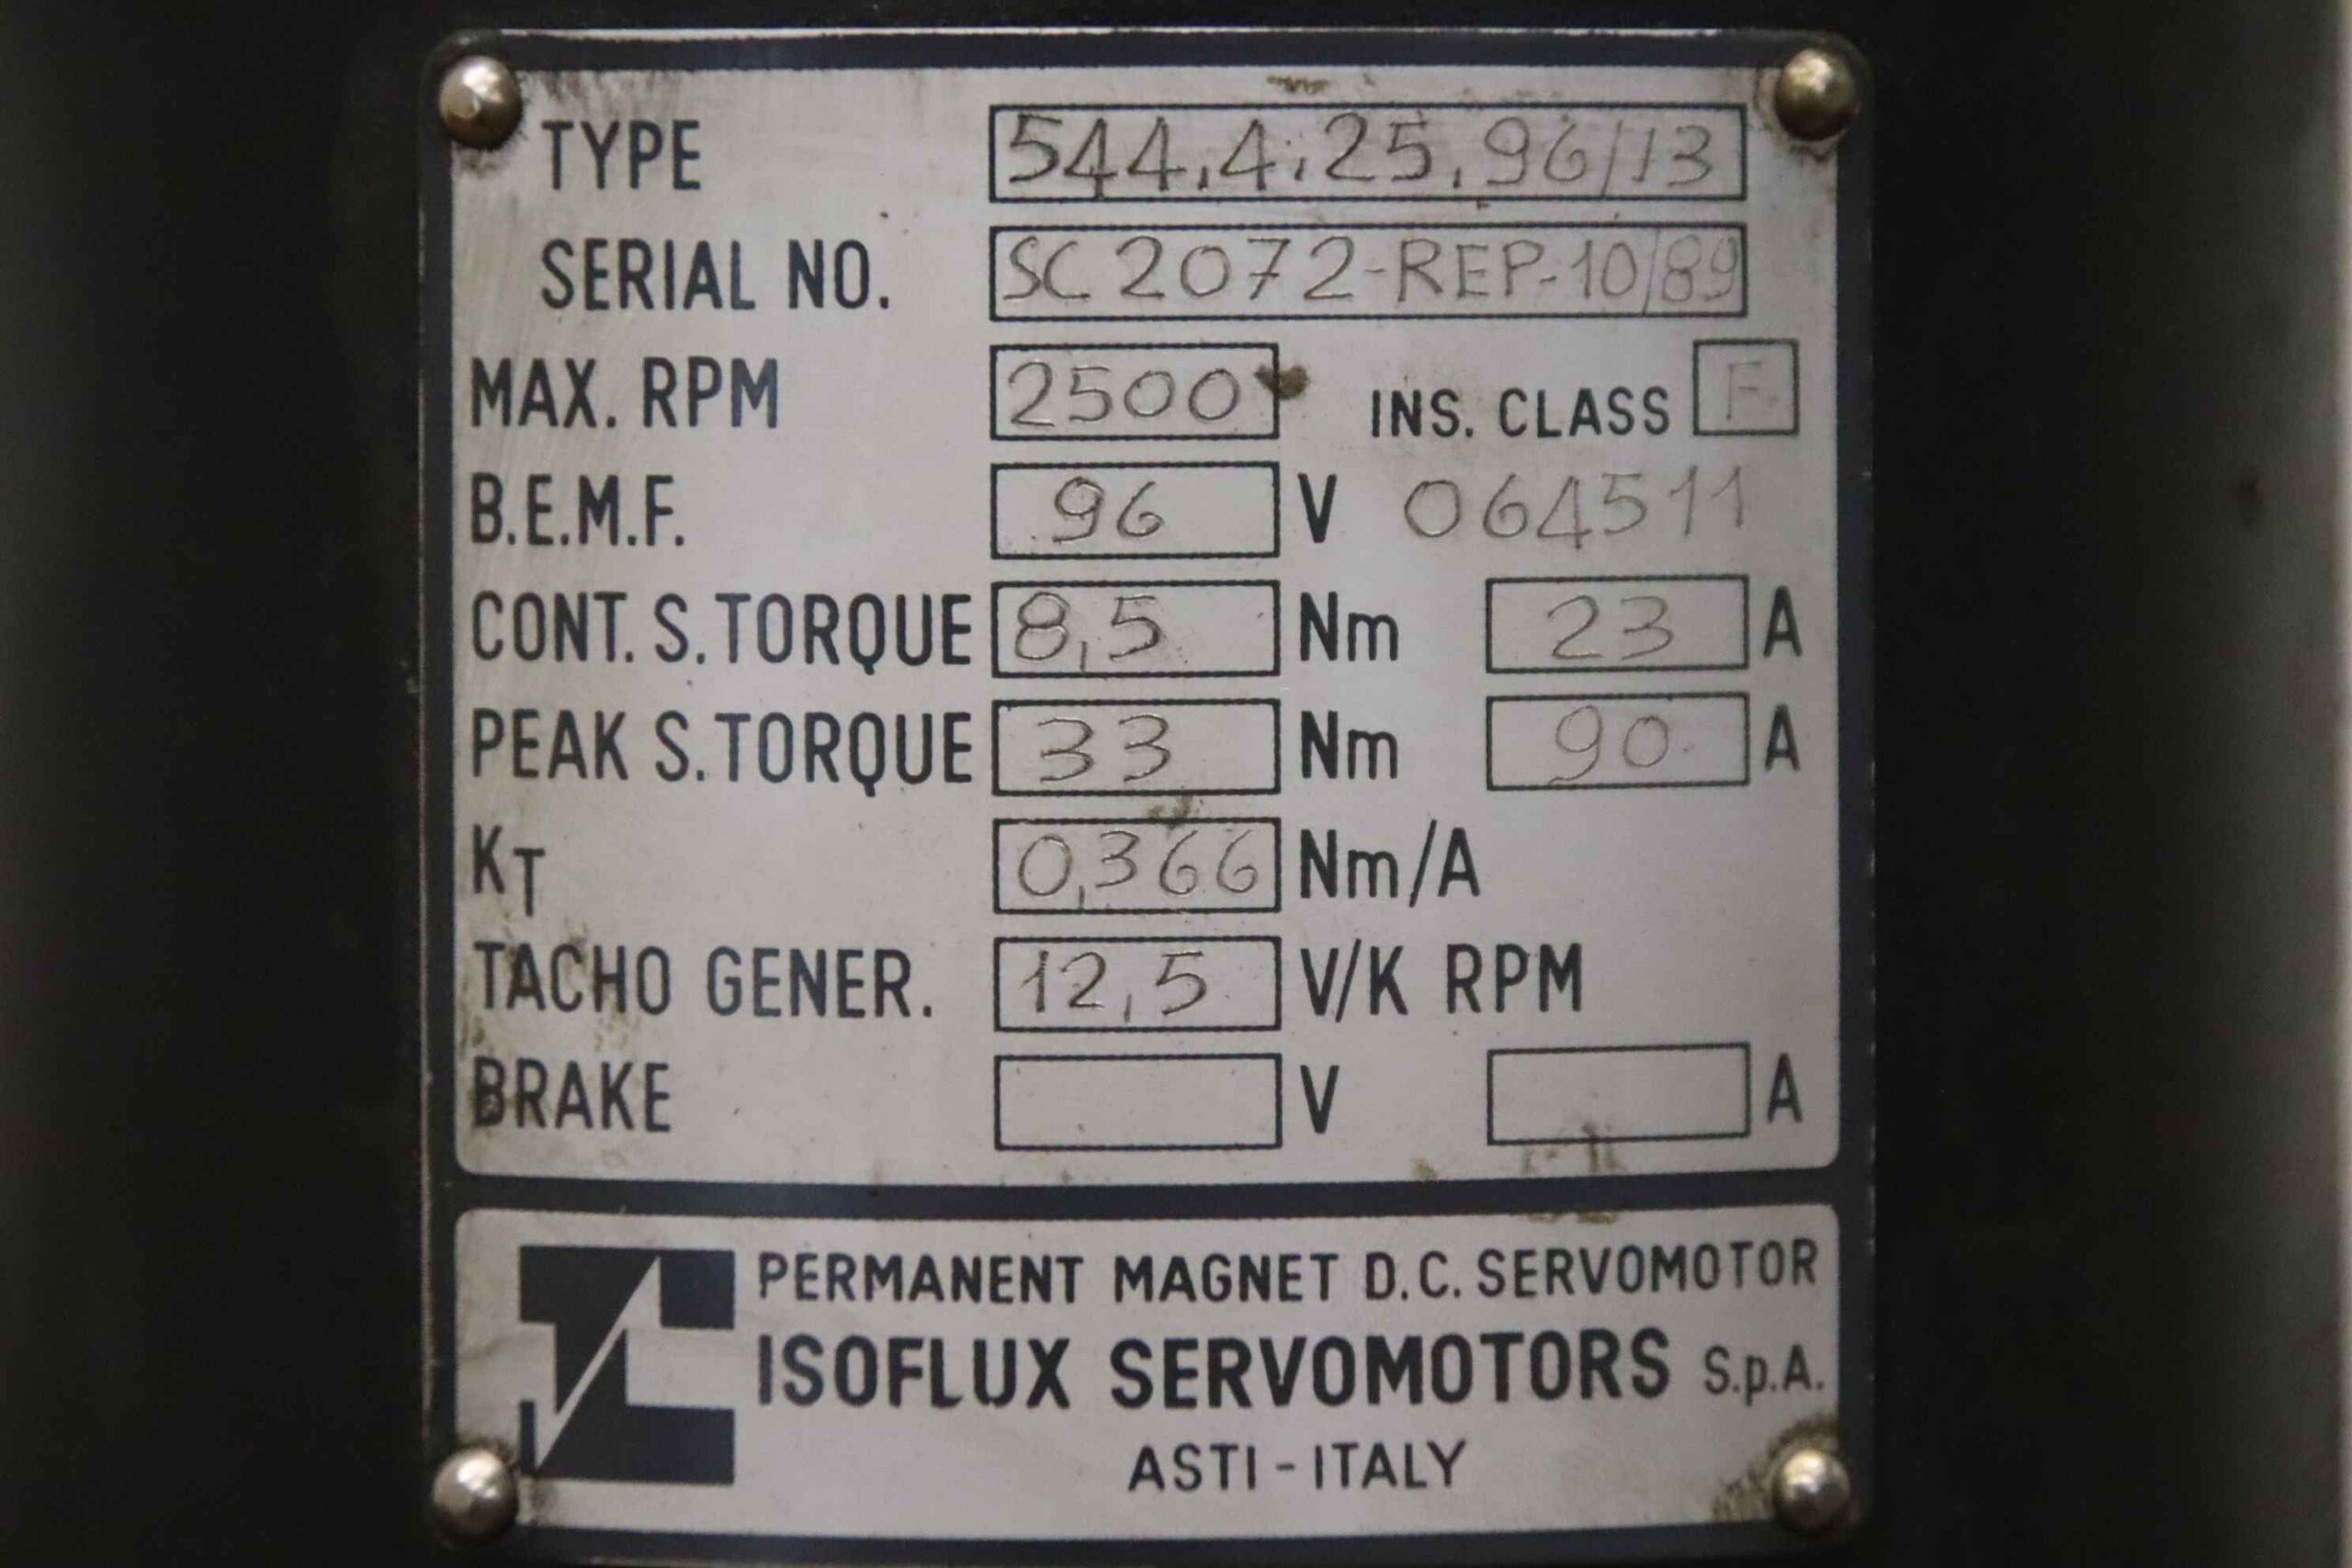 TYPE 544.4.25.96/13
SERIAL NO. SC 2072-REP-10/89
MAX. RPM 2500 INS. CLASS F
B.E.M.F. 96 V 064511
CONT. S. TORQUE 8,5 Nm 23 A
PEAK S. TORQUE 33 Nm 90 A
KT 0,366 Nm/A
TACHO GENER. 12,5 V/K RPM
BRAKE V A
PERMANENT MAGNET D.C. SERVOMOTOR
ISOFLUX SERVOMOTORS S.p.A.
ASTI - ITALY